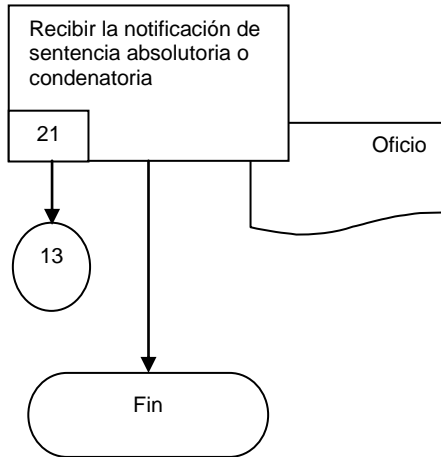 Recibir la notificación de
sentencia absolutoria o
condenatoria
21
Oficio
13
Fin